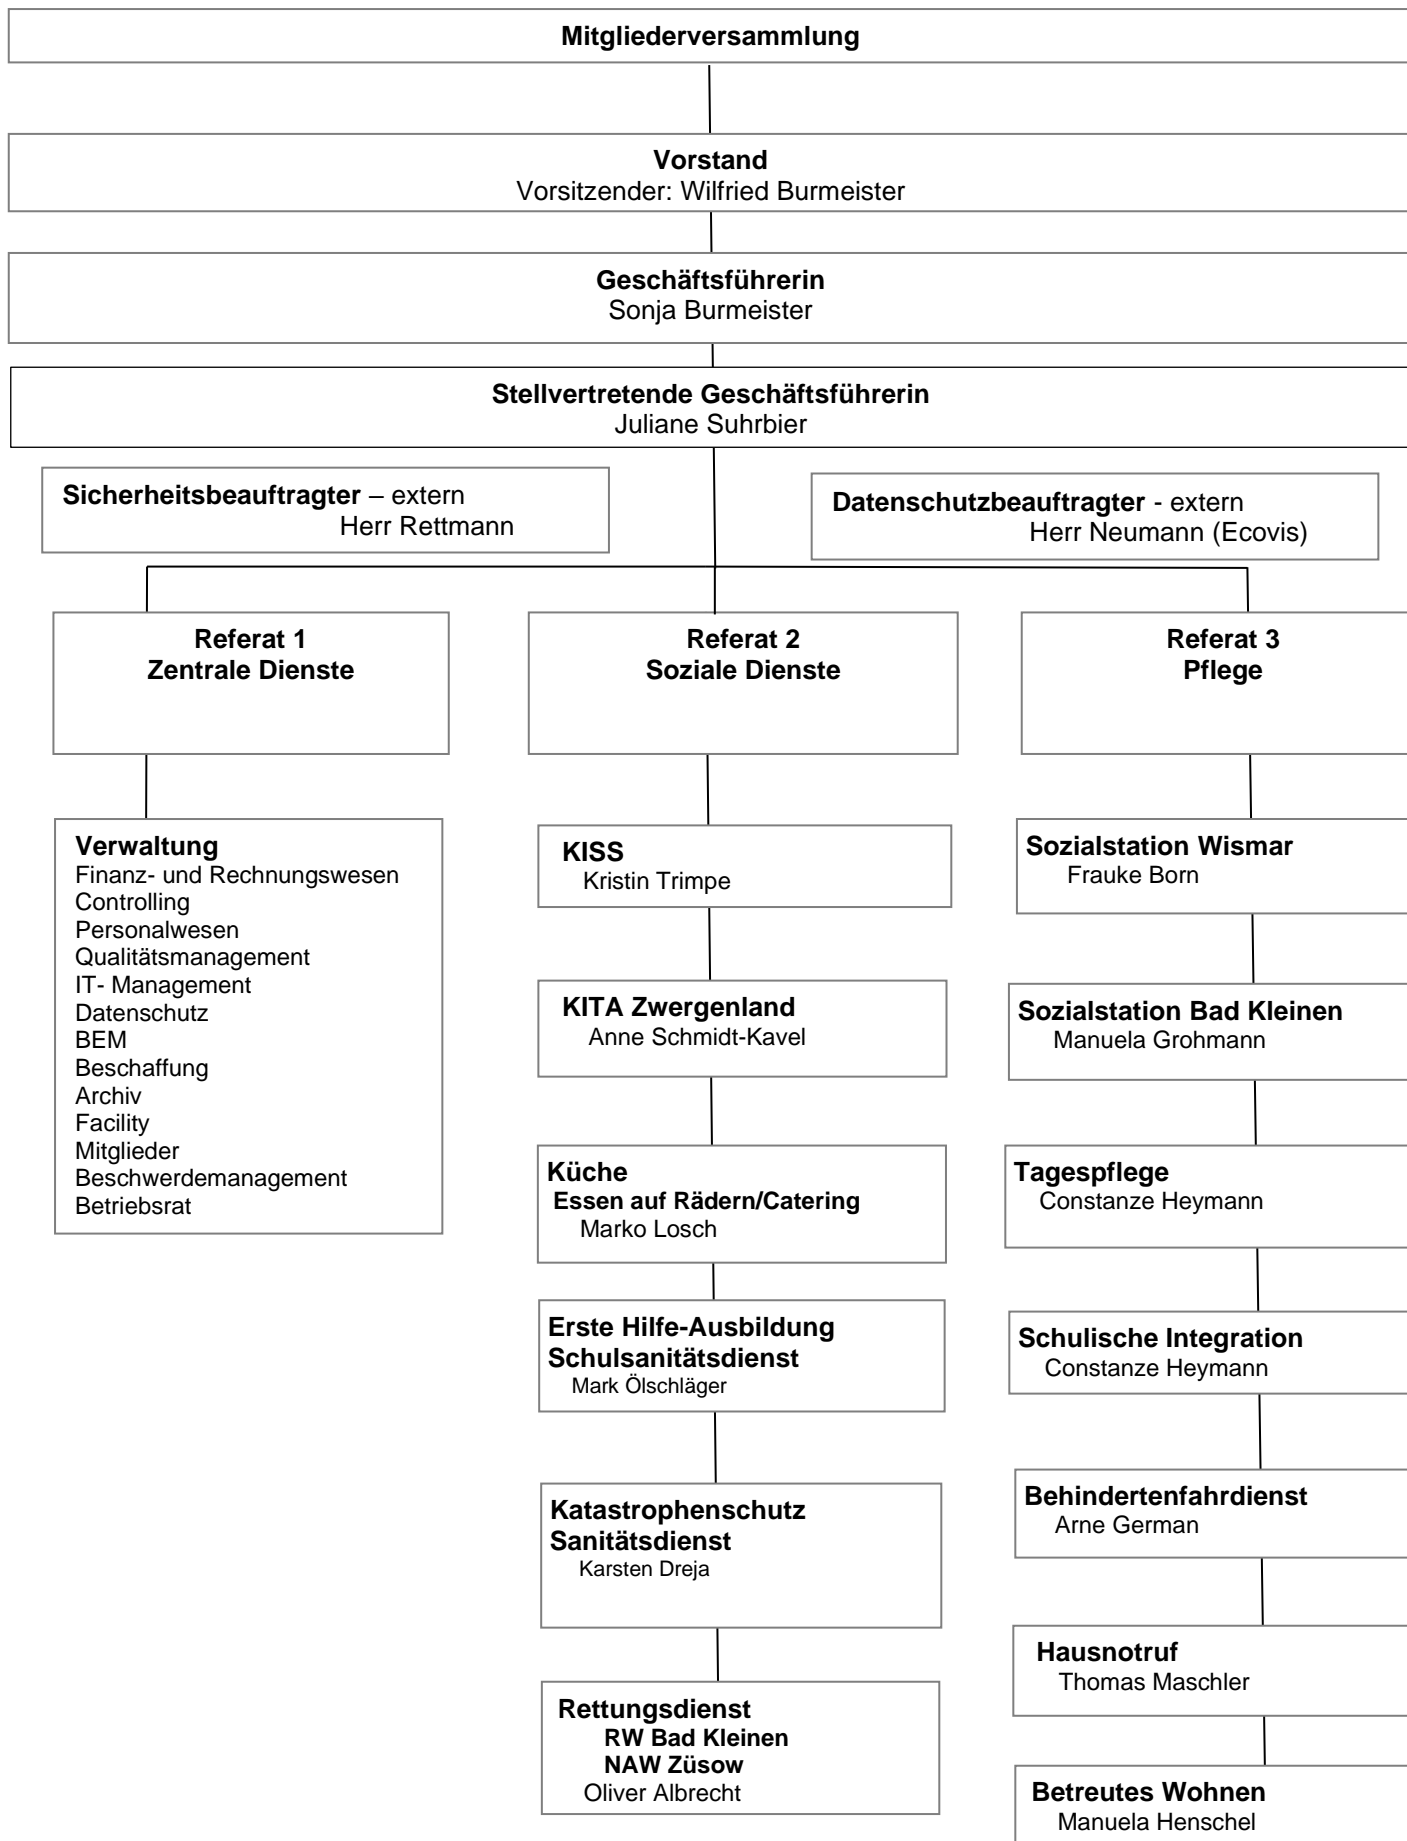 Mitgliederversammlung
Vorstand
Vorsitzender: Wilfried Burmeister
Geschäftsführerin
Sonja Burmeister
Stellvertretende Geschäftsführerin
Juliane Suhrbier
Sicherheitsbeauftragter – extern
Herr Rettmann
Datenschutzbeauftragter - extern
Herr Neumann (Ecovis)
Referat 1
Zentrale Dienste
Referat 2
Soziale Dienste
Referat 3
Pflege
Verwaltung
Finanz- und Rechnungswesen
Controlling
Personalwesen
Qualitätsmanagement
IT- Management
Datenschutz
BEM
Beschaffung
Archiv
Facility
Mitglieder
Beschwerdemanagement
Betriebsrat
KISS
Kristin Trimpe
KITA Zwergenland
Anne Schmidt-Kavel
Küche
Essen auf Rädern/Catering
Marko Losch
Erste Hilfe-Ausbildung
Schulsanitätsdienst
Mark Ölschläger
Katastrophenschutz
Sanitätsdienst
Karsten Dreja
Rettungsdienst
RW Bad Kleinen
NAW Züsow
Oliver Albrecht
Sozialstation Wismar
Frauke Born
Sozialstation Bad Kleinen
Manuela Grohmann
Tagespflege
Constanze Heymann
Schulische Integration
Constanze Heymann
Behindertenfahrdienst
Arne German
Hausnotruf
Thomas Maschler
Betreutes Wohnen
Manuela Henschel